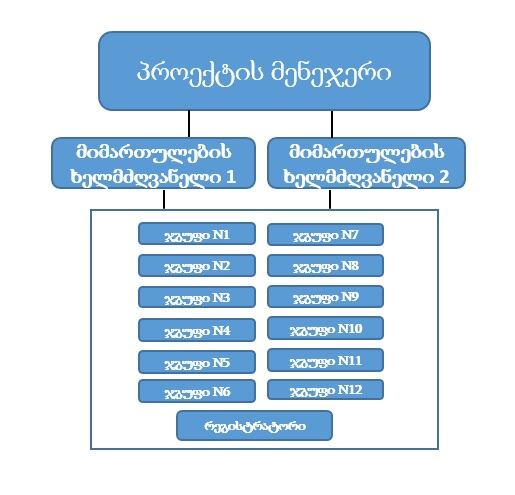 პროექტის მენეჯერი
მიმართულების
ხელმძღვანელი 1
მიმართულების
ხელმძღვანელი 2
ჯგუფი N1
ჯგუფი N2
ჯგუფი N3
ჯგუფი N4
ჯგუფი N5
ჯგუფი N6
ჯგუფი N7
ჯგუფი N8
ჯგუფი N9
ჯგუფი N10
ჯგუფი N11
ჯგუფი N12
რეგისტრატორი